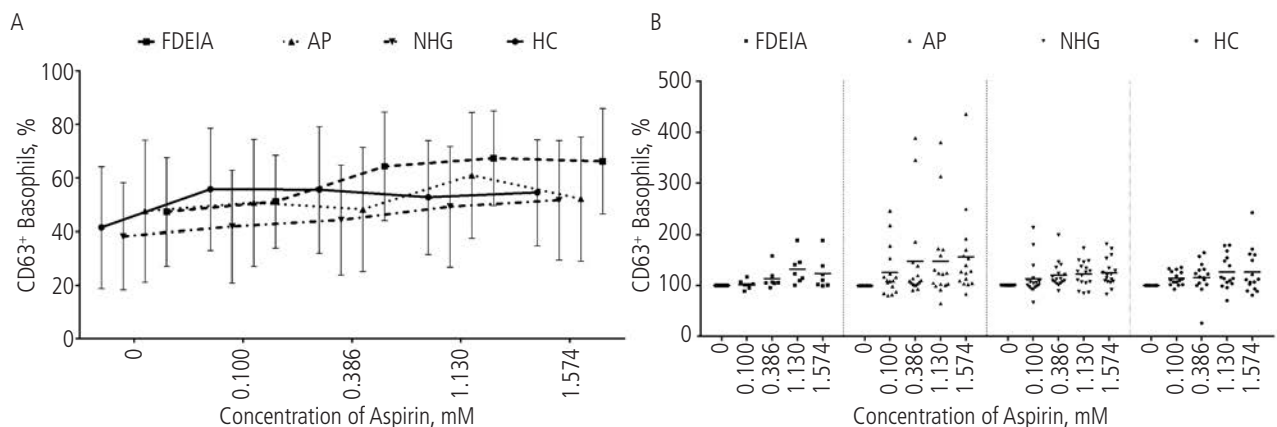 A
FDEIA AP NHG HC
CD63⁺ Basophils, %
100
80
60
40
20
0
0 0.100 0.386 1.130 1.574
Concentration of Aspirin, mM
B
FDEIA AP NHG HC
CD63⁺ Basophils, %
500
400
300
200
100
0
0 0.100 0.386 1.130 1.574 0 0.100 0.386 1.130 1.574 0 0.100 0.386 1.130 1.574 0 0.100 0.386 1.130 1.574
Concentration of Aspirin, mM Concentration of Aspirin, mM